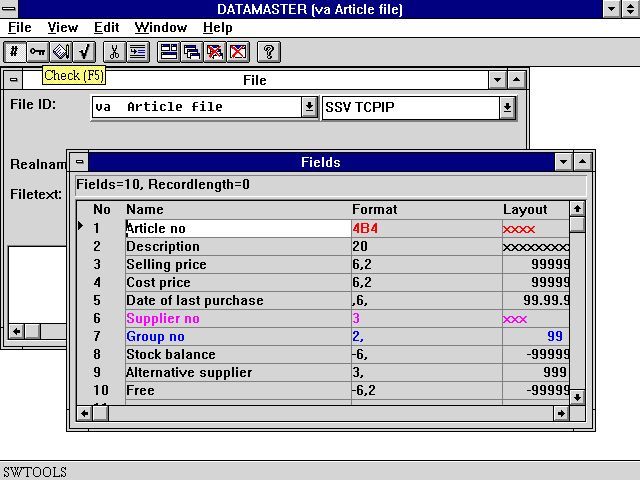 DATAMASTER (va Article file)
File View Edit Window Help
# √ ?
Check (F5)
File
File ID: va Article file SSV TCPIP
Realnam
Filetext:
Fields
Fields=10, Recordlength=0
No Name Format Layout
1 Article no 4B4 xxxx
2 Description 20 xxxxxxxxx
3 Selling price 6,2 99999
4 Cost price 6,2 99999
5 Date of last purchase ,6, 99.99.9
6 Supplier no 3 xxx
7 Group no 2, 99
8 Stock balance -6, -99999
9 Alternative supplier 3, 999
10 Free -6,2 -99999
SWTOOLS